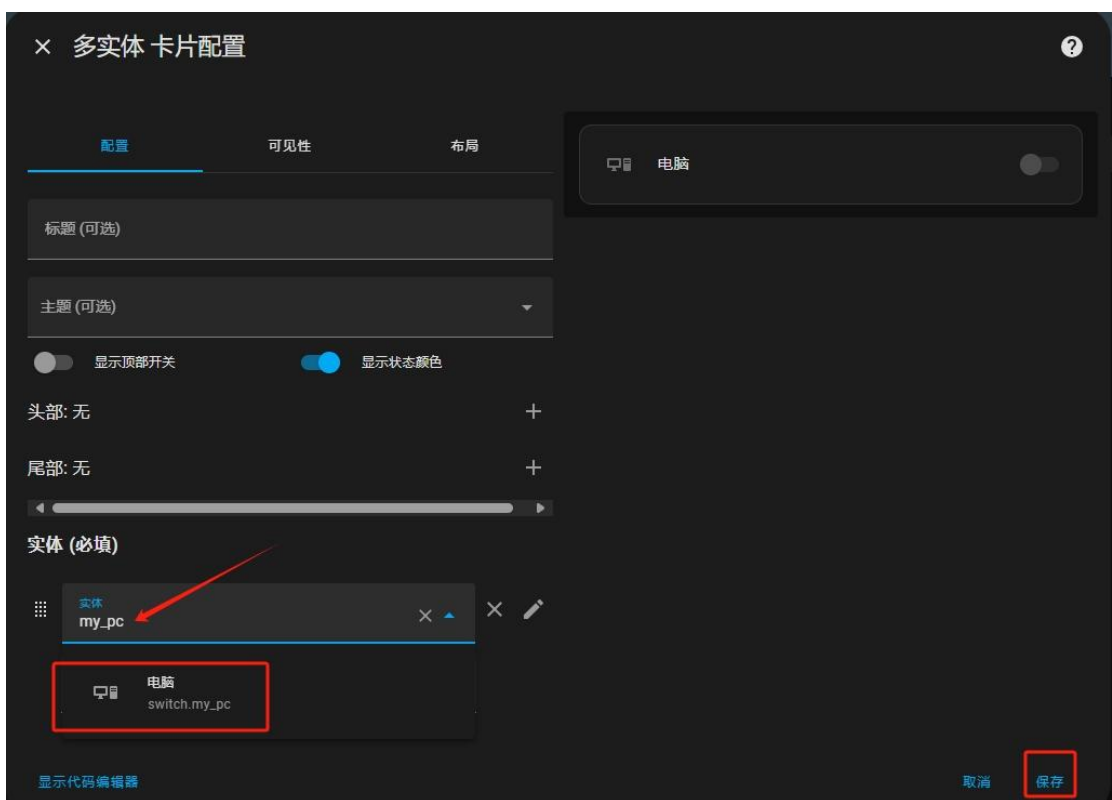 多实体 卡片配置
配置
可见性
布局
电脑
标题 (可选)
主题 (可选)
显示顶部开关
显示状态颜色
头部: 无
尾部: 无
实体 (必填)
实体
my_pc
电脑
switch.my_pc
显示代码编辑器
取消
保存